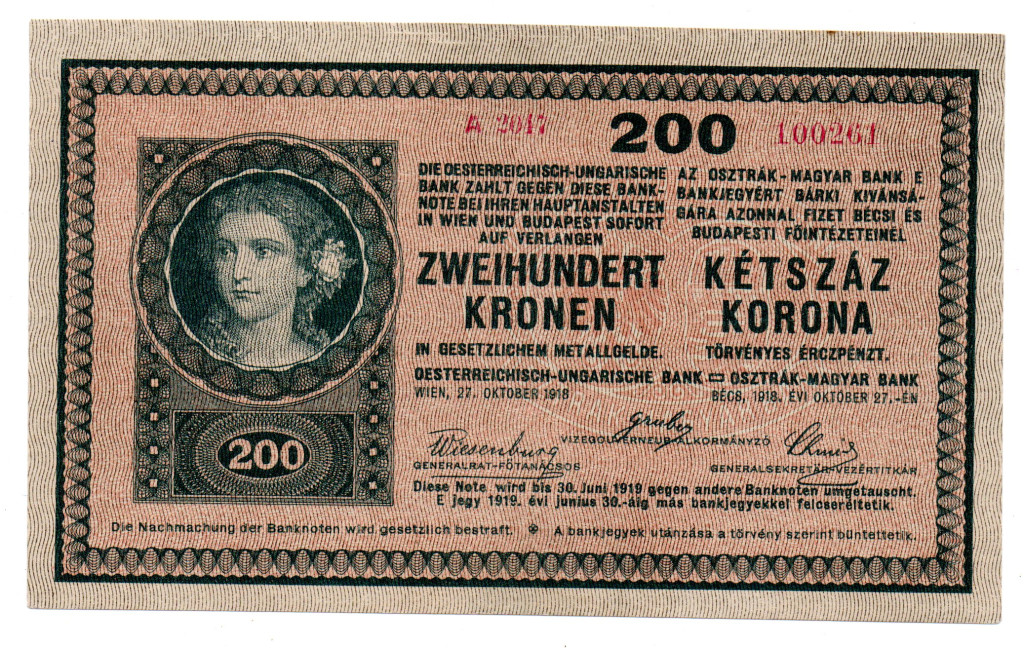 A 2047 200 100261
DIE OESTERREICHISCH-UNGARISCHE
BANK ZAHLT GEGEN DIESE BANK-
NOTE BEI IHREN HAUPTANSTALTEN
IN WIEN UND BUDAPEST SOFORT
AUF VERLANGEN
ZWEIHUNDERT
KRONEN
IN GESETZLICHEM METALLGELDE.
AZ OSZTRÁK-MAGYAR BANK E
BANKJEGYÉRT BÁRKI KIVÁNSÁ-
GÁRA AZONNAL FIZET BÉCSI ÉS
BUDAPESTI FŐINTÉZETEINÉL
KÉTSZÁZ
KORONA
TÖRVÉNYES ÉRCZPÉNZT.
OESTERREICHISCH-UNGARISCHE BANK OSZTRÁK-MAGYAR BANK
WIEN, 27. OKTOBER 1918
BÉCS, 1918. ÉVI OKTOBER 27.-ÉN
Gruber
VIZEGOUVERNEUR-ALKORMÁNYZÓ
Wiesenburg
GENERALRAT-FŐTANÁCSOS
GENERALSEKRETÄR-VEZÉRTITKÁR
200
Diese Note wird bis 30. Juni 1919 gegen andere Banknoten umgetauscht.
E jegy 1919. évi junius 30.-áig más bankjegyekkel felcseréltetik.
Die Nachmachung der Banknoten wird gesetzlich bestraft. A bankjegyek utánzása a törvény szerint büntettetik.